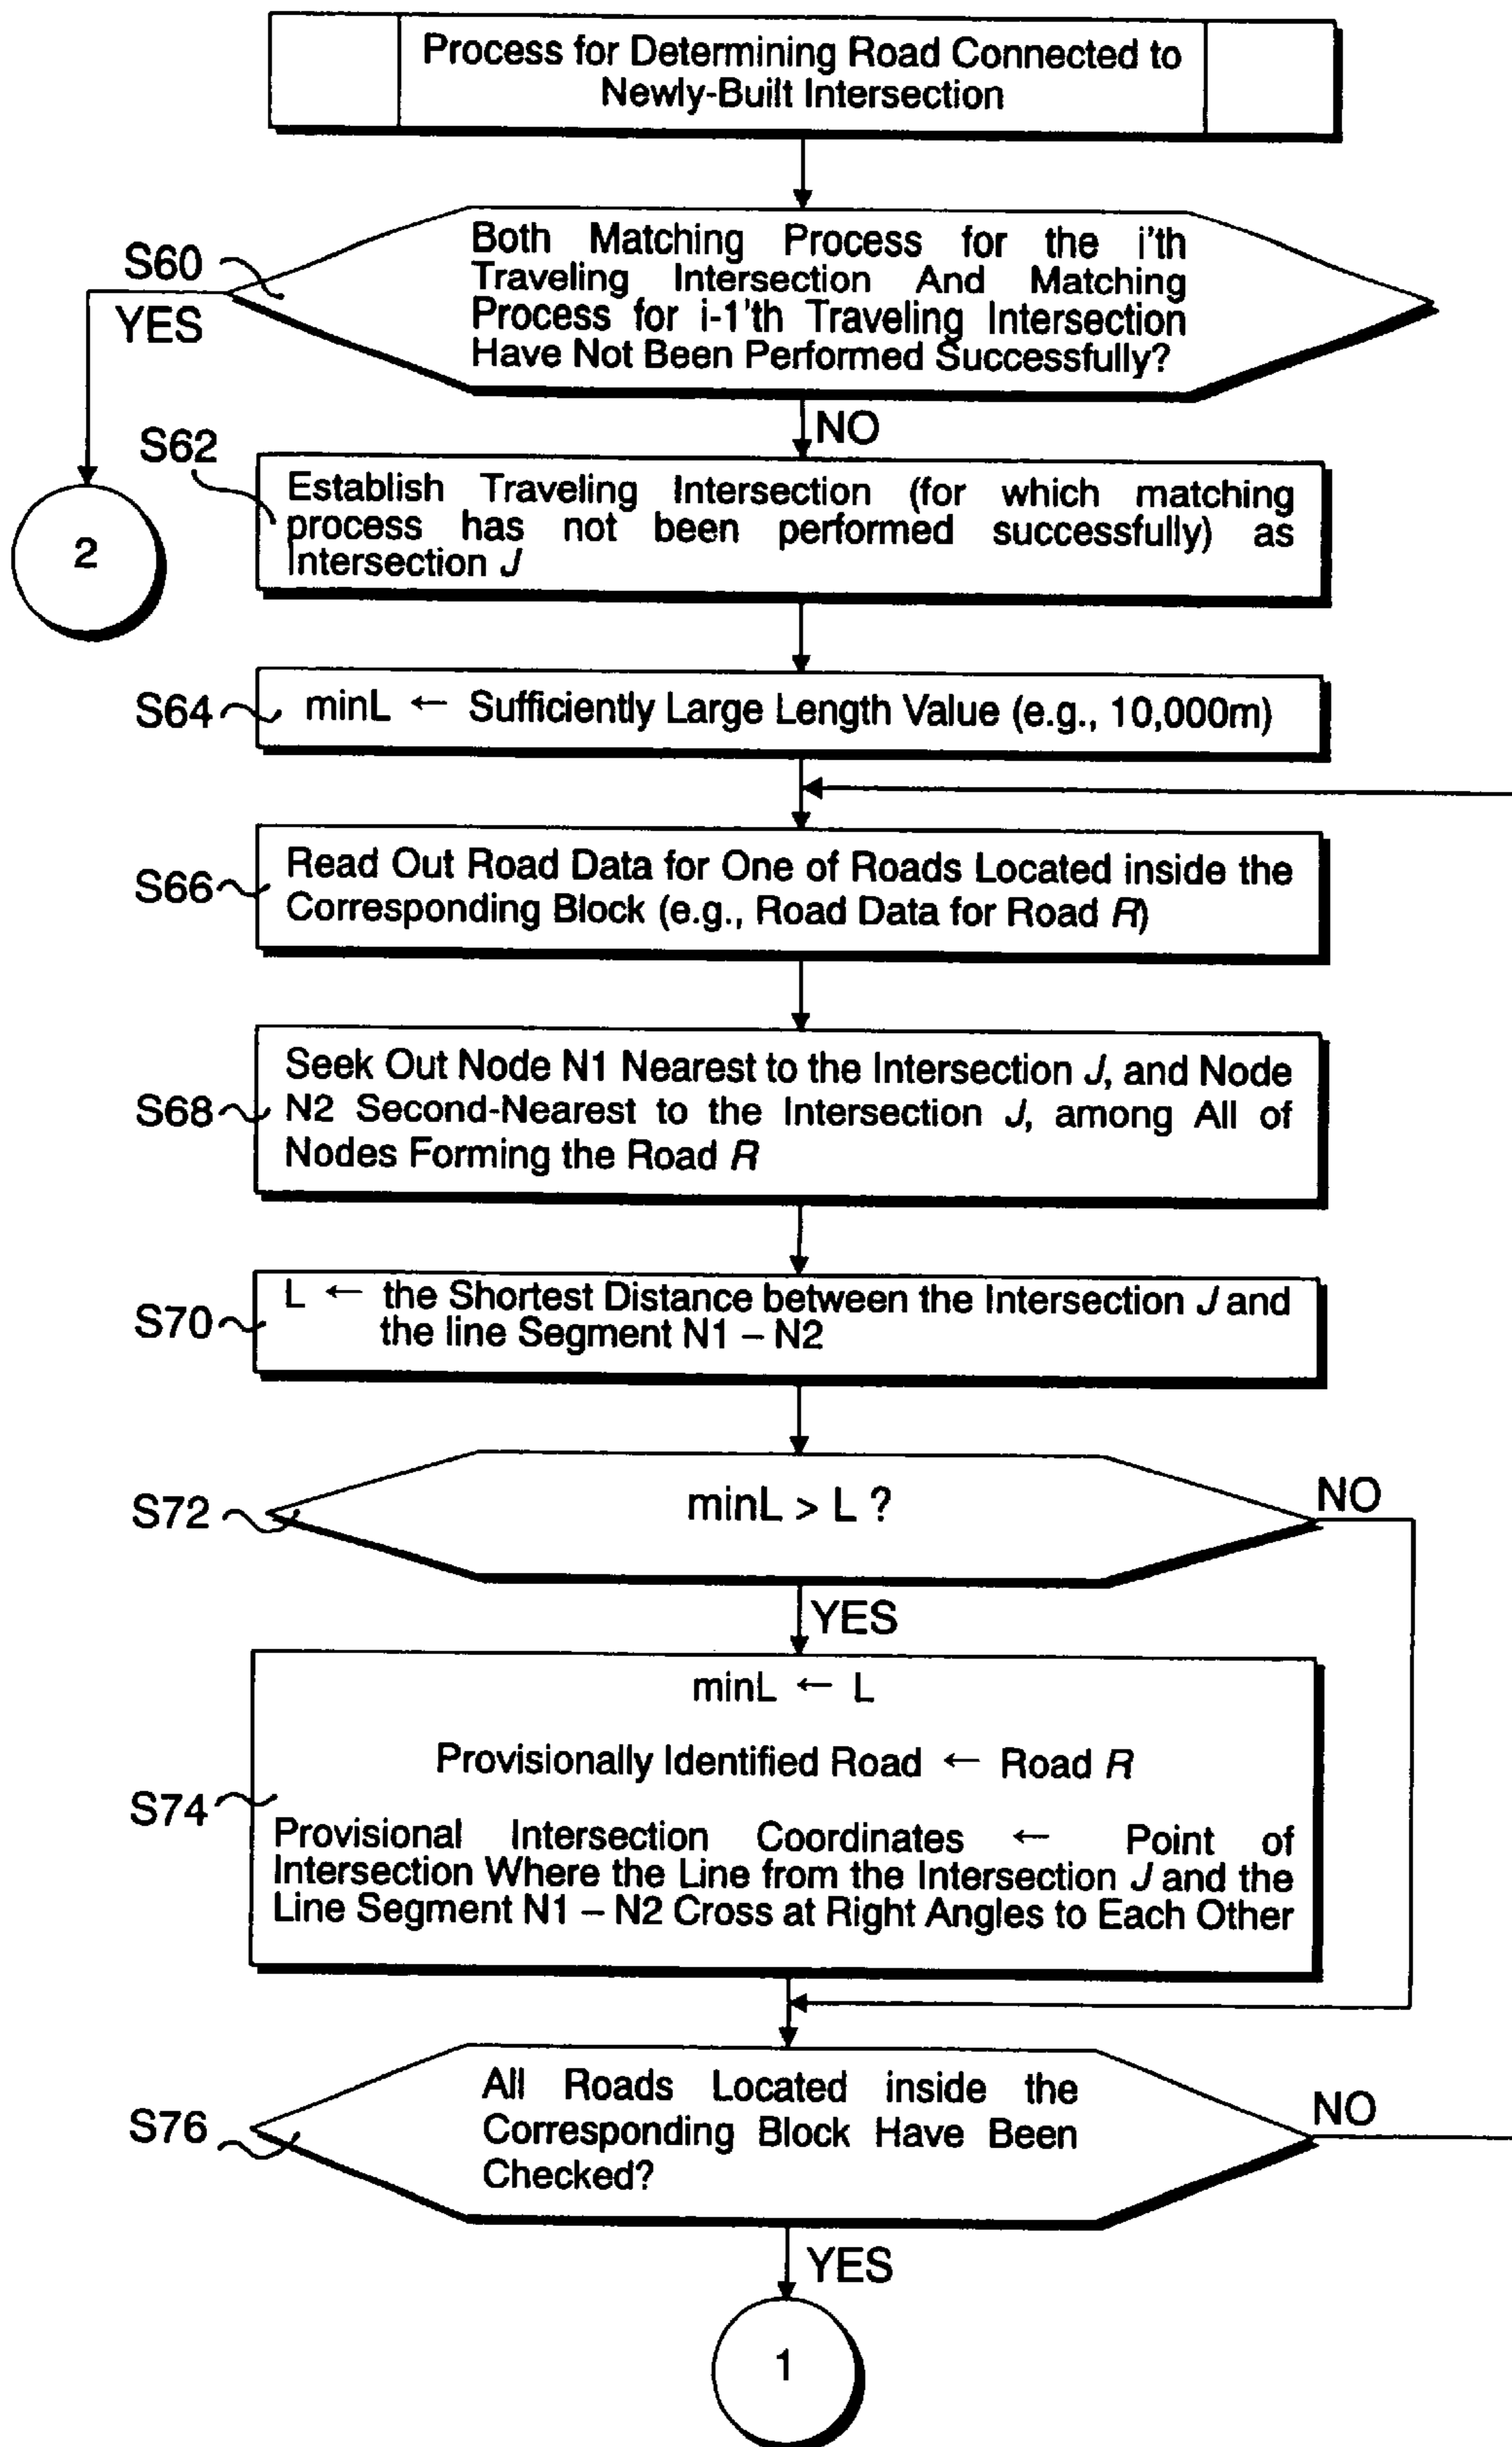 Process for Determining Road Connected to
Newly-Built Intersection
S60
YES
Both Matching Process for the i'th
Traveling Intersection And Matching
Process for i-1'th Traveling Intersection
Have Not Been Performed Successfully?
NO
2
S62
Establish Traveling Intersection (for which matching
process has not been performed successfully) as
Intersection J
S64
minL ← Sufficiently Large Length Value (e.g., 10,000m)
S66
Read Out Road Data for One of Roads Located inside the
Corresponding Block (e.g., Road Data for Road R)
S68
Seek Out Node N1 Nearest to the Intersection J, and Node
N2 Second-Nearest to the Intersection J, among All of
Nodes Forming the Road R
S70
L ← the Shortest Distance between the Intersection J and
the line Segment N1 – N2
S72
minL > L ?
NO
YES
S74
minL ← L
Provisionally Identified Road ← Road R
Provisional Intersection Coordinates ← Point of
Intersection Where the Line from the Intersection J and the
Line Segment N1 – N2 Cross at Right Angles to Each Other
S76
All Roads Located inside the
Corresponding Block Have Been
Checked?
NO
YES
1